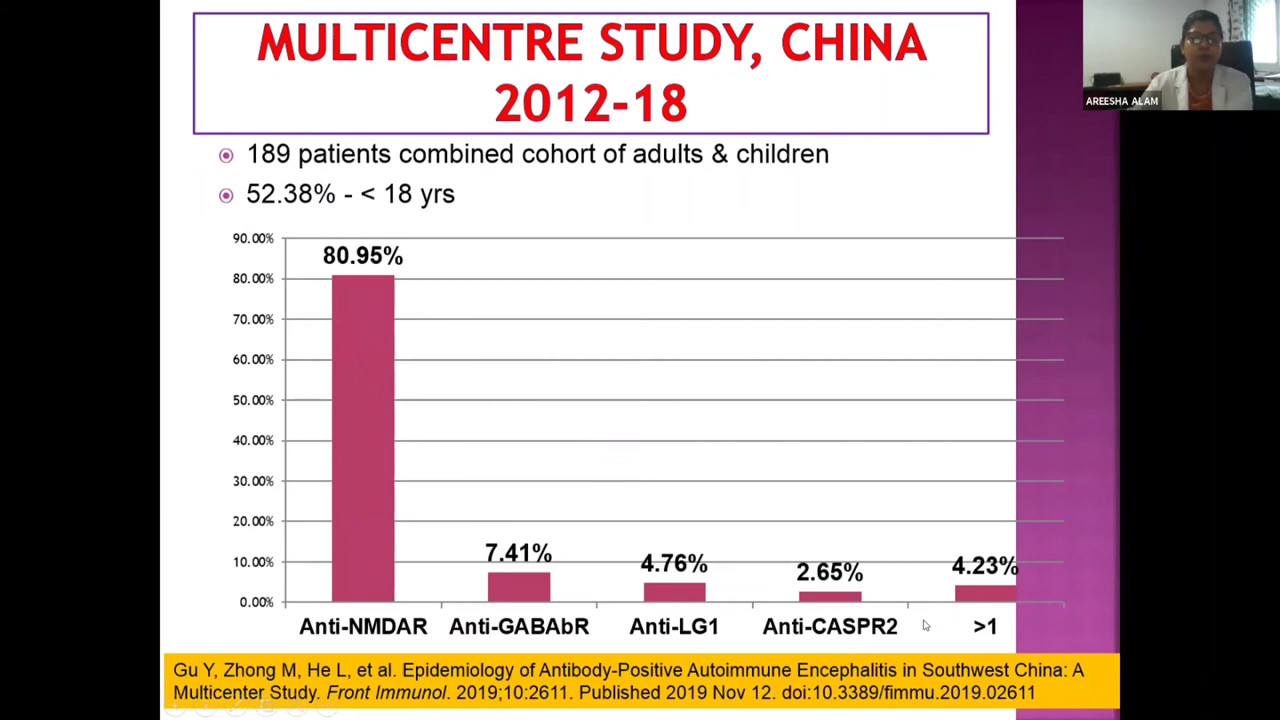 MULTICENTRE STUDY, CHINA
2012-18
AREESHA ALAM
189 patients combined cohort of adults & children
52.38% - < 18 yrs
90.00%
80.00%
70.00%
60.00%
50.00%
40.00%
30.00%
20.00%
10.00%
0.00%
80.95%
7.41%
4.76%
2.65%
4.23%
Anti-NMDAR
Anti-GABAbR
Anti-LG1
Anti-CASPR2
>1
Gu Y, Zhong M, He L, et al. Epidemiology of Antibody-Positive Autoimmune Encephalitis in Southwest China: A
Multicenter Study. Front Immunol. 2019;10:2611. Published 2019 Nov 12. doi:10.3389/fimmu.2019.02611